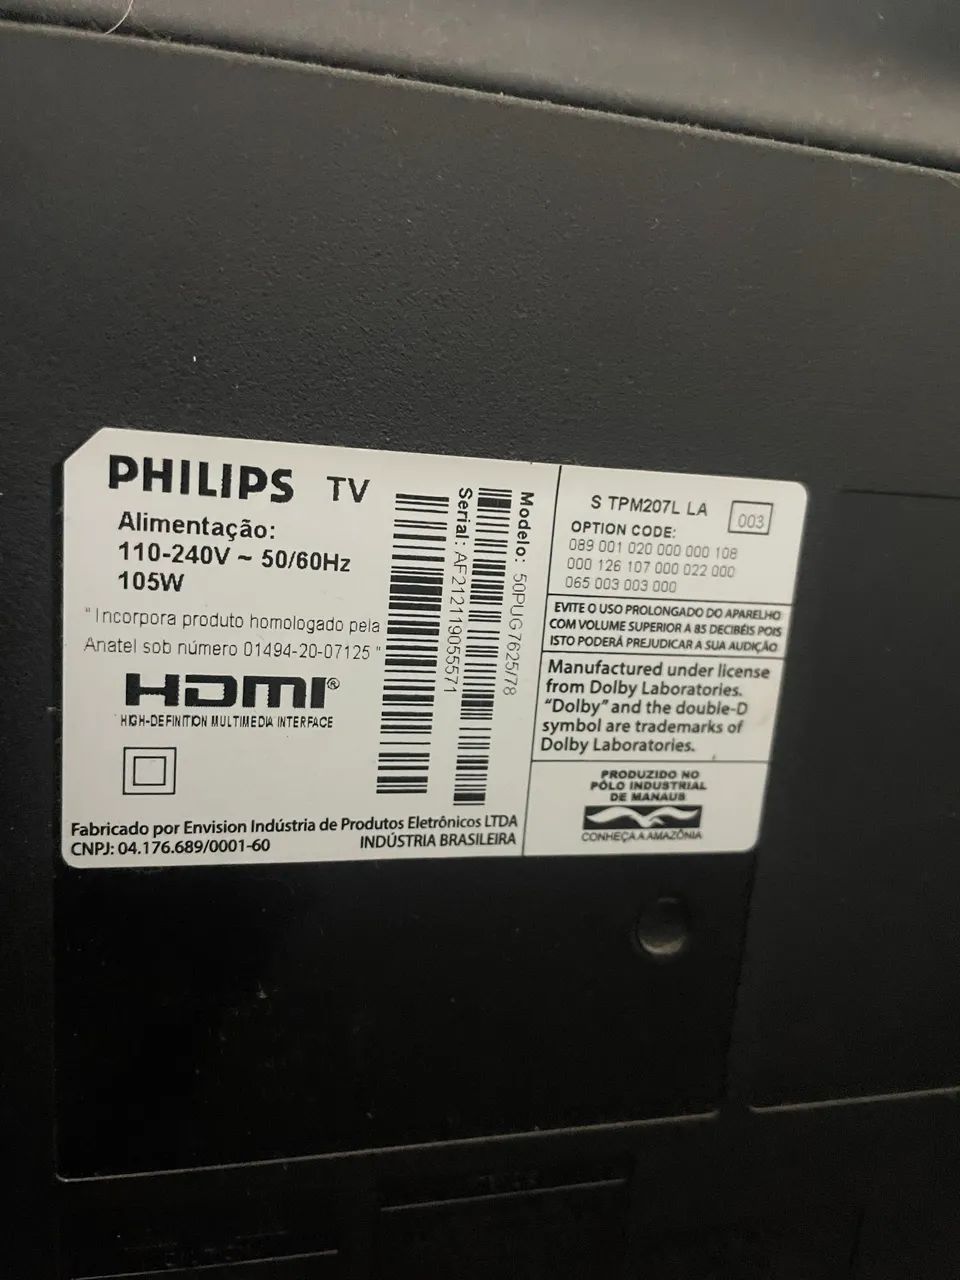 PHILIPS TV
Alimentação:
110-240V ~ 50/60Hz
105W
"Incorpora produto homologado pela
Anatel sob número 01494-20-07125 "
HDMI®
HIGH-DEFINITION MULTIMEDIA INTERFACE
Fabricado por Envision Indústria de Produtos Eletrônicos LTDA
CNPJ: 04.176.689/0001-60
INDÚSTRIA BRASILEIRA
Modelo: 50PUG7625/78
Serial: AF2121119055571
S TPM207L LA
003
OPTION CODE:
089 001 020 000 000 108
000 126 107 000 022 000
065 003 003 000
EVITE O USO PROLONGADO DO APARELHO
COM VOLUME SUPERIOR A 85 DECIBÉIS POIS
ISTO PODERÁ PREJUDICAR A SUA AUDIÇÃO
Manufactured under license
from Dolby Laboratories.
"Dolby" and the double-D
symbol are trademarks of
Dolby Laboratories.
PRODUZIDO NO
PÓLO INDUSTRIAL
DE MANAUS
CONHEÇA A AMAZÔNIA